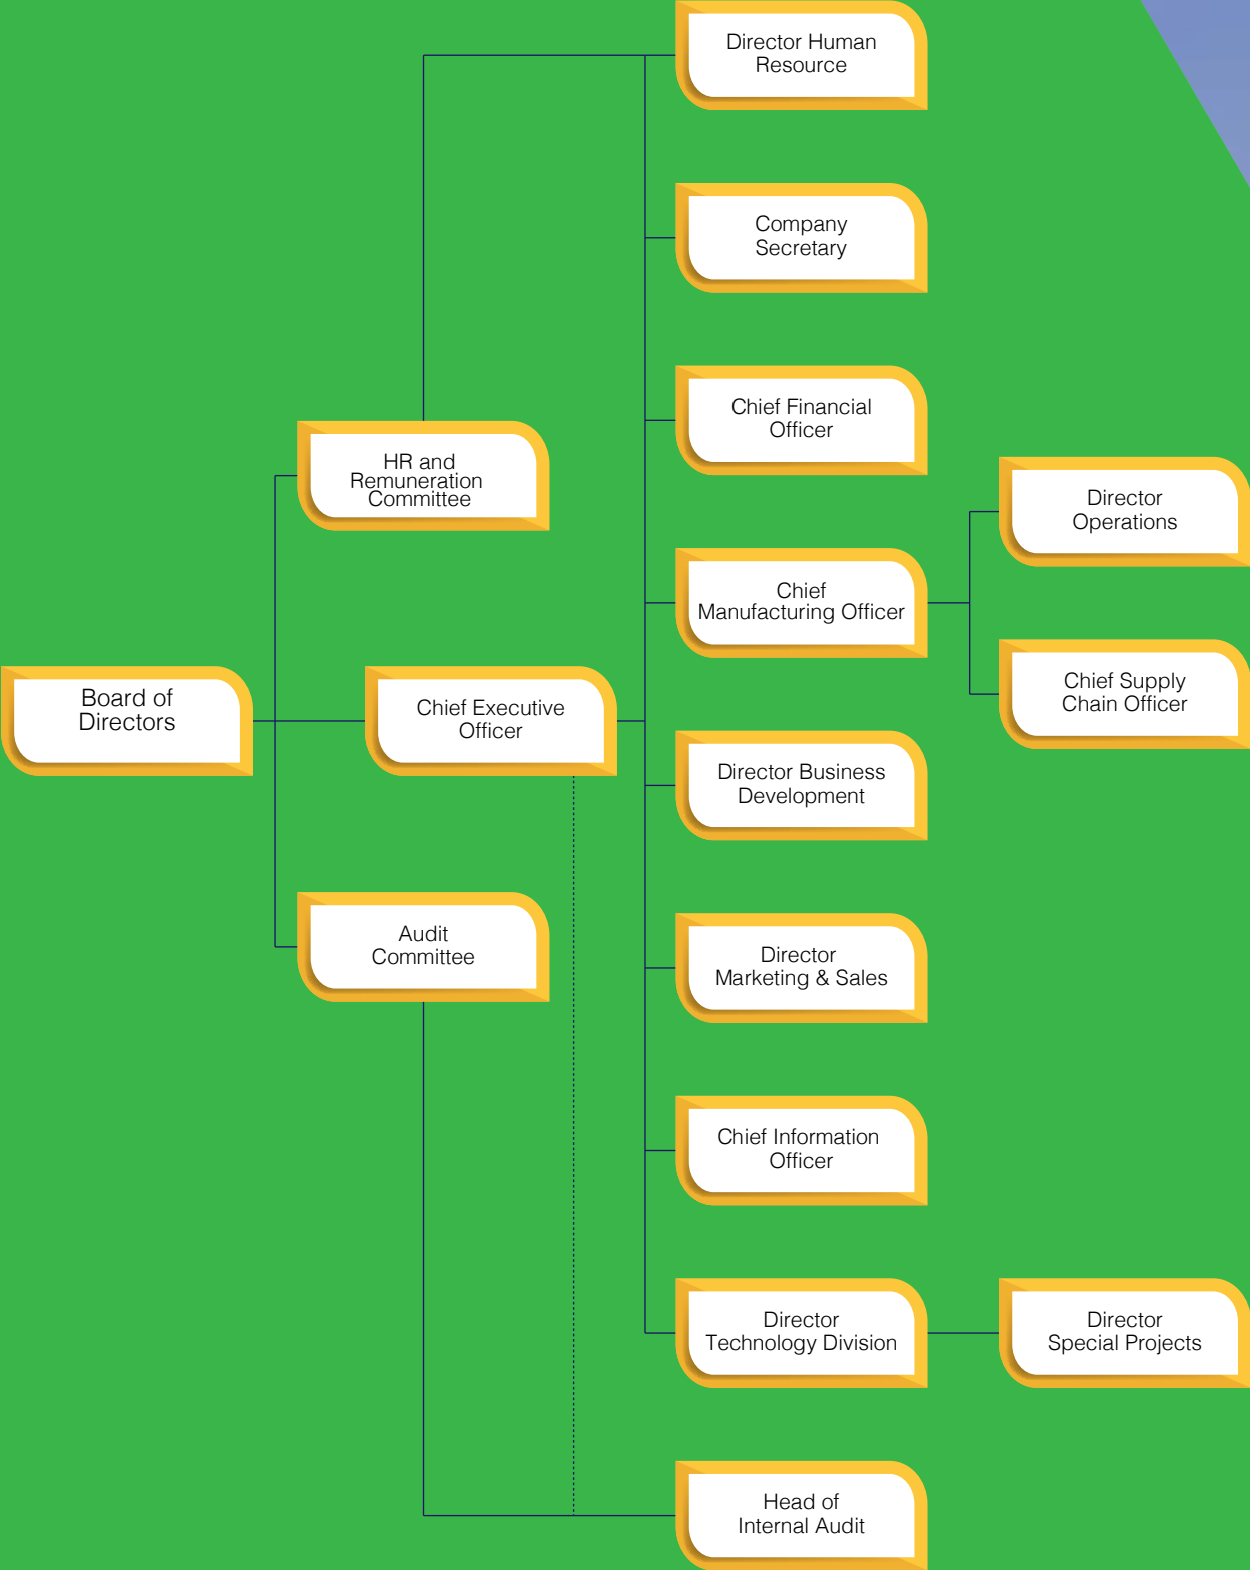 Director Human
Resource
Company
Secretary
Chief Financial
Officer
HR and
Remuneration
Committee
Director
Operations
Chief
Manufacturing Officer
Chief Supply
Chain Officer
Board of
Directors
Chief Executive
Officer
Director Business
Development
Audit
Committee
Director
Marketing & Sales
Chief Information
Officer
Director
Technology Division
Director
Special Projects
Head of
Internal Audit